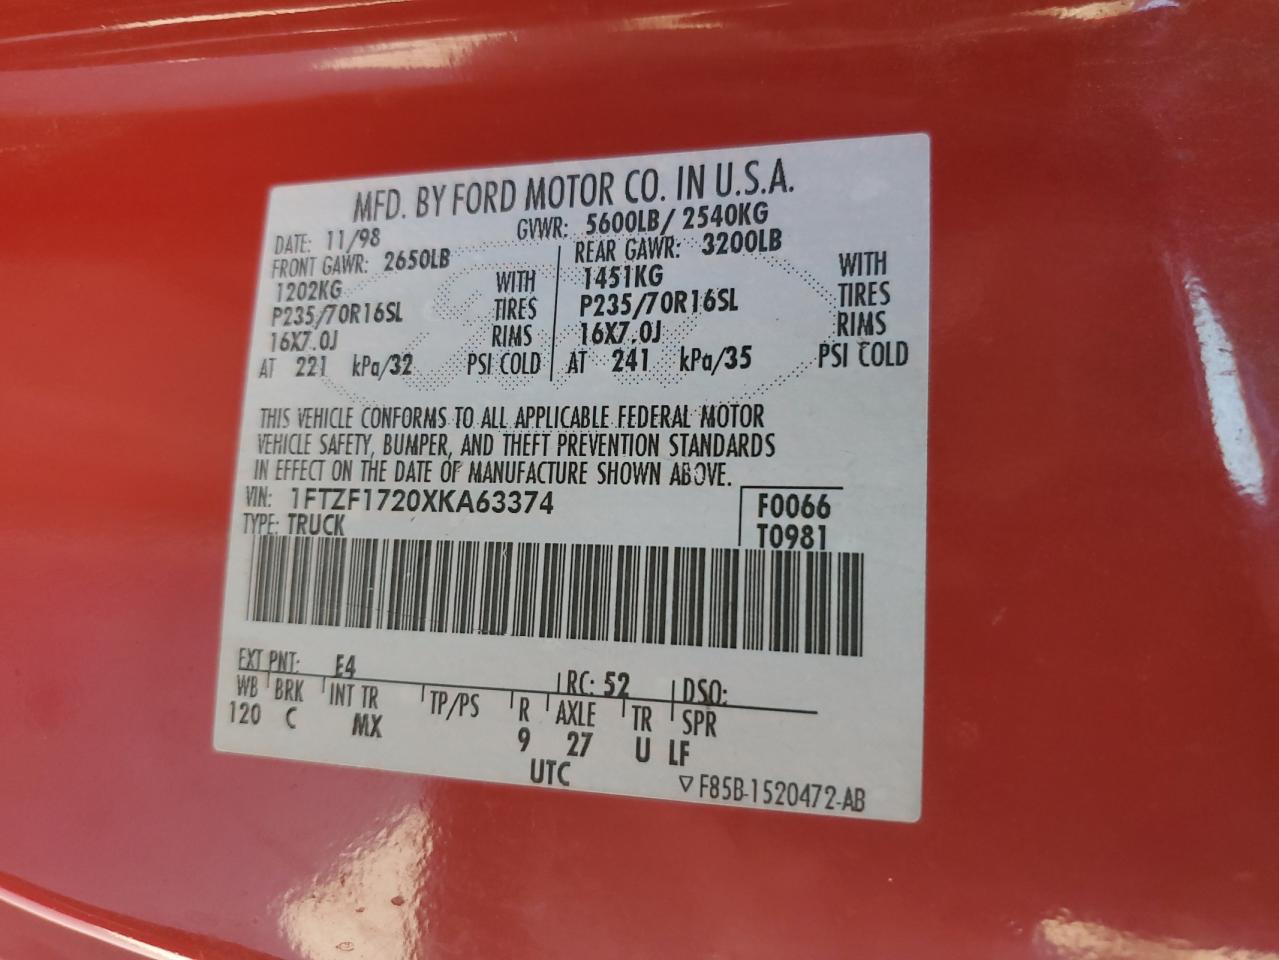 MFD. BY FORD MOTOR CO. IN U.S.A.
DATE: 11/98 GVWR: 5600LB/ 2540KG
FRONT GAWR: 2650LB REAR GAWR: 3200LB
1202KG WITH 1451KG WITH
P235/70R16SL TIRES P235/70R16SL TIRES
16X7.0J RIMS 16X7.0J RIMS
AT 221 kPa/32 PSI COLD AT 241 kPa/35 PSI COLD
THIS VEHICLE CONFORMS TO ALL APPLICABLE FEDERAL MOTOR
VEHICLE SAFETY, BUMPER, AND THEFT PREVENTION STANDARDS
IN EFFECT ON THE DATE OF MANUFACTURE SHOWN ABOVE.
VIN: 1FTZF1720XKA63374 F0066
TYPE: TRUCK T0981
EXT PNT: E4 RC: 52 DSO:
WB BRK INT TR TP/PS R AXLE TR SPR
120 C MX 9 27 U LF
UTC
▽ F85B-1520472-AB